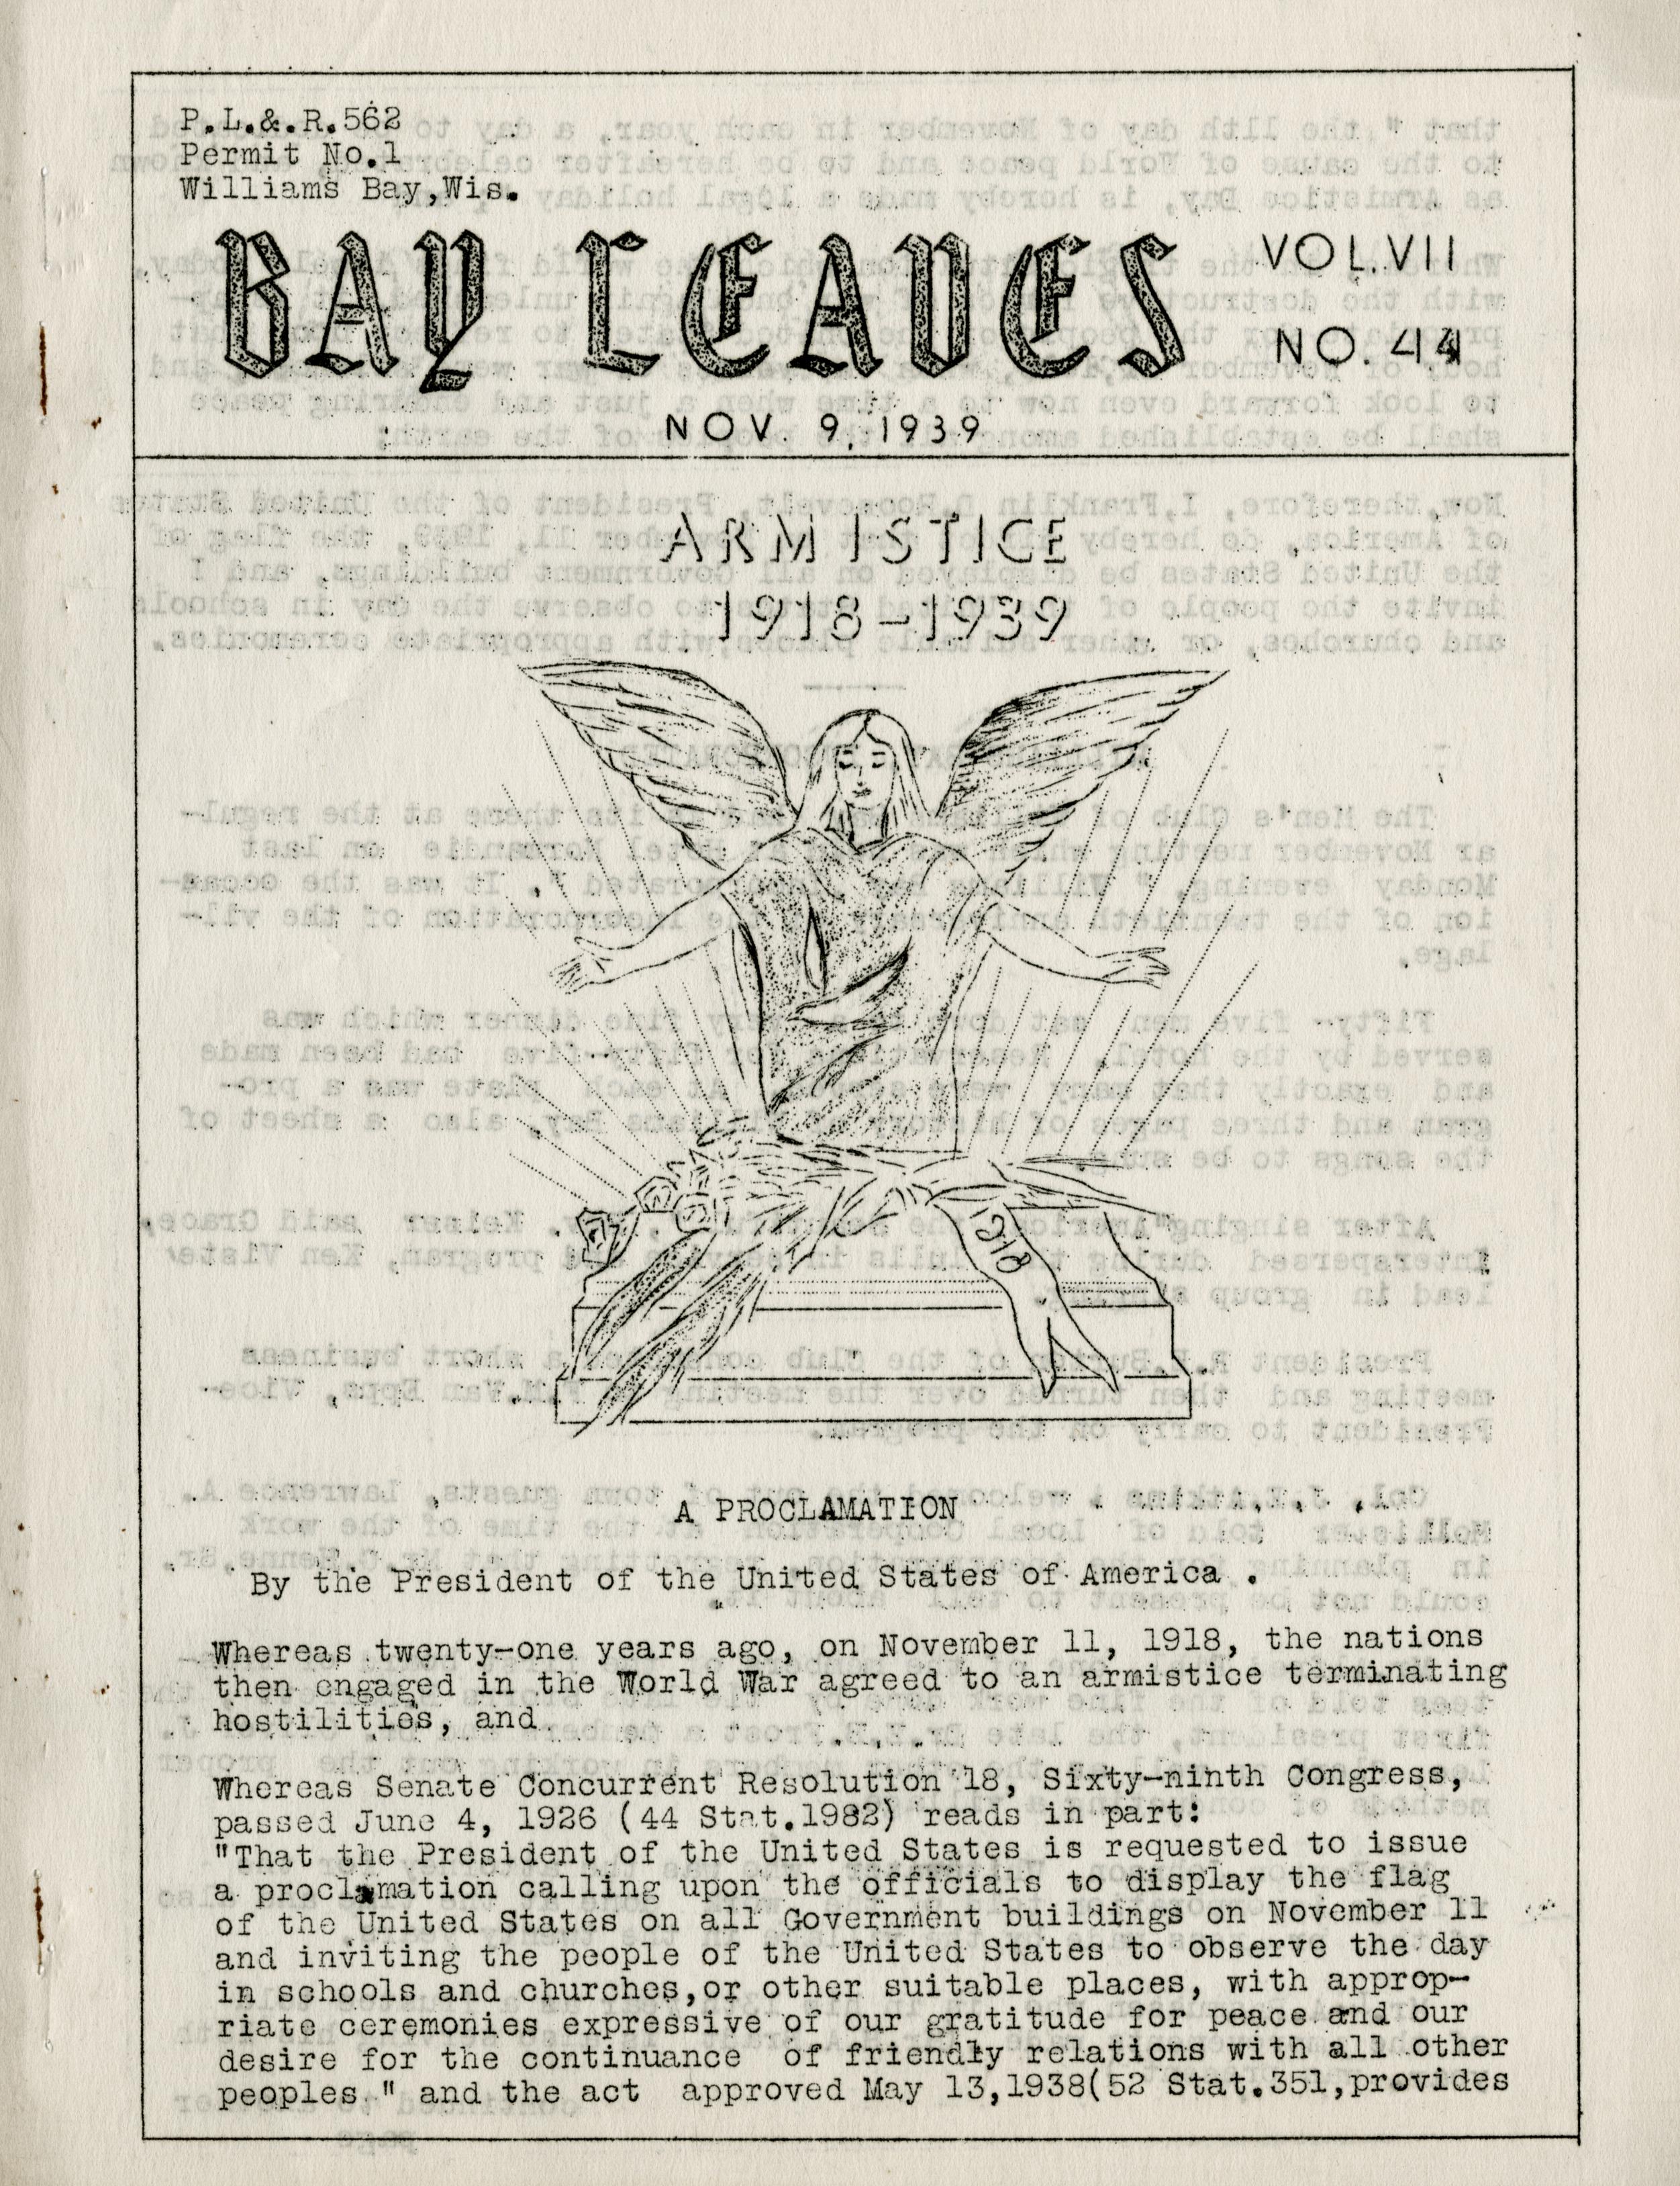 P.L.&.R.562
Permit No.1
Williams Bay,Wis.
BAY LEAVES
VOL.VII
NO. 44
NOV. 9, 1939
ARMISTICE
1918-1939
1918
A PROCLAMATION
By the President of the United States of America .
Whereas twenty-one years ago, on November 11, 1918, the nations
then engaged in the World War agreed to an armistice terminating
hostilities, and
Whereas Senate Concurrent Resolution 18, Sixty-ninth Congress,
passed June 4, 1926 (44 Stat.1982) reads in part:
"That the President of the United States is requested to issue
a proclamation calling upon the officials to display the flag
of the United States on all Government buildings on November 11
and inviting the people of the United States to observe the day
in schools and churches,or other suitable places, with approp-
riate ceremonies expressive of our gratitude for peace and our
desire for the continuance of friendly relations with all other
peoples." and the act approved May 13,1938(52 Stat.351,provides